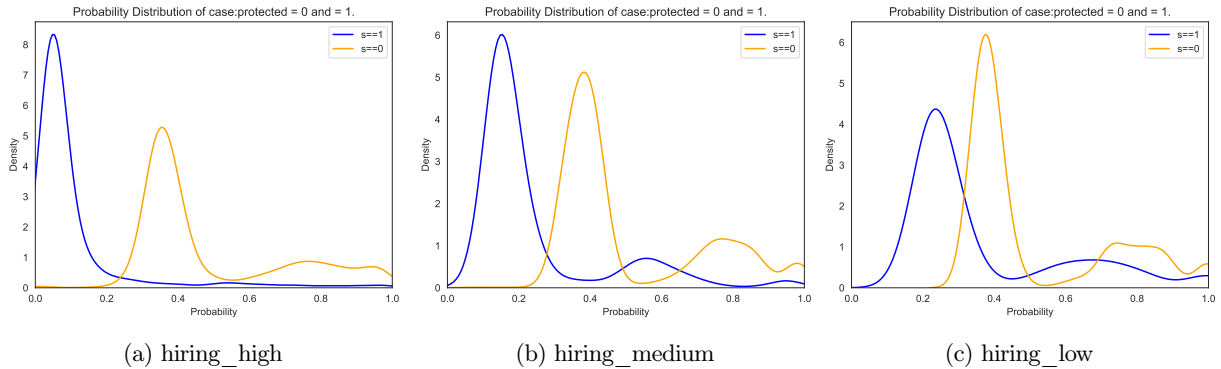 Probability Distribution of case:protected = 0 and = 1.
s==1
s==0
Density
8
7
6
5
4
3
2
1
0
0.0 0.2 0.4 0.6 0.8 1.0
Probability
(a) hiring_high
Probability Distribution of case:protected = 0 and = 1.
s==1
s==0
Density
6
5
4
3
2
1
0
0.0 0.2 0.4 0.6 0.8 1.0
Probability
(b) hiring_medium
Probability Distribution of case:protected = 0 and = 1.
s==1
s==0
Density
6
5
4
3
2
1
0
0.0 0.2 0.4 0.6 0.8 1.0
Probability
(c) hiring_low